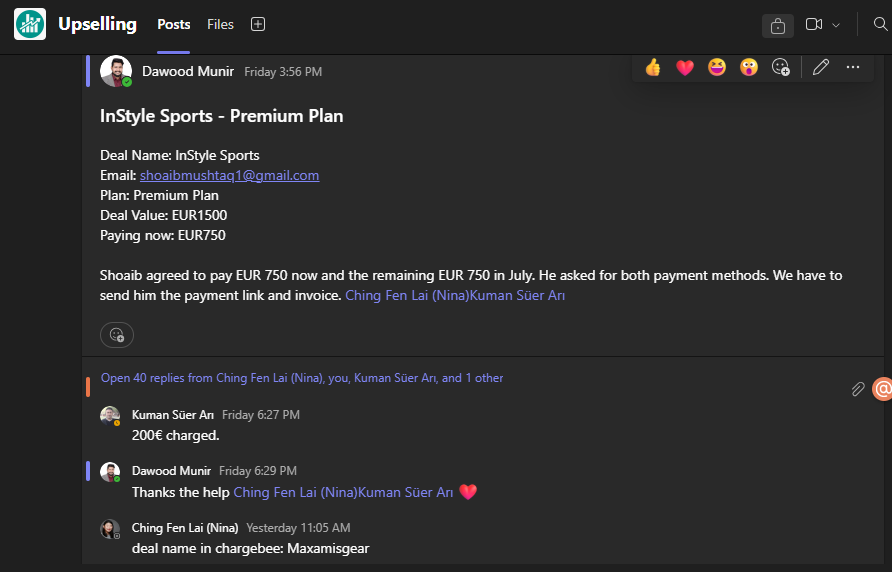 Upselling Posts Files
Dawood Munir Friday 3:56 PM
InStyle Sports - Premium Plan
Deal Name: InStyle Sports
Email: shoaibmushtaq1@gmail.com
Plan: Premium Plan
Deal Value: EUR1500
Paying now: EUR750
Shoaib agreed to pay EUR 750 now and the remaining EUR 750 in July. He asked for both payment methods. We have to
send him the payment link and invoice. Ching Fen Lai (Nina)Kuman Süer Arı
Open 40 replies from Ching Fen Lai (Nina), you, Kuman Süer Arı, and 1 other
@
Kuman Süer Arı Friday 6:27 PM
200€ charged.
Dawood Munir Friday 6:29 PM
Thanks the help Ching Fen Lai (Nina)Kuman Süer Arı
Ching Fen Lai (Nina) Yesterday 11:05 AM
deal name in chargebee: Maxamisgear